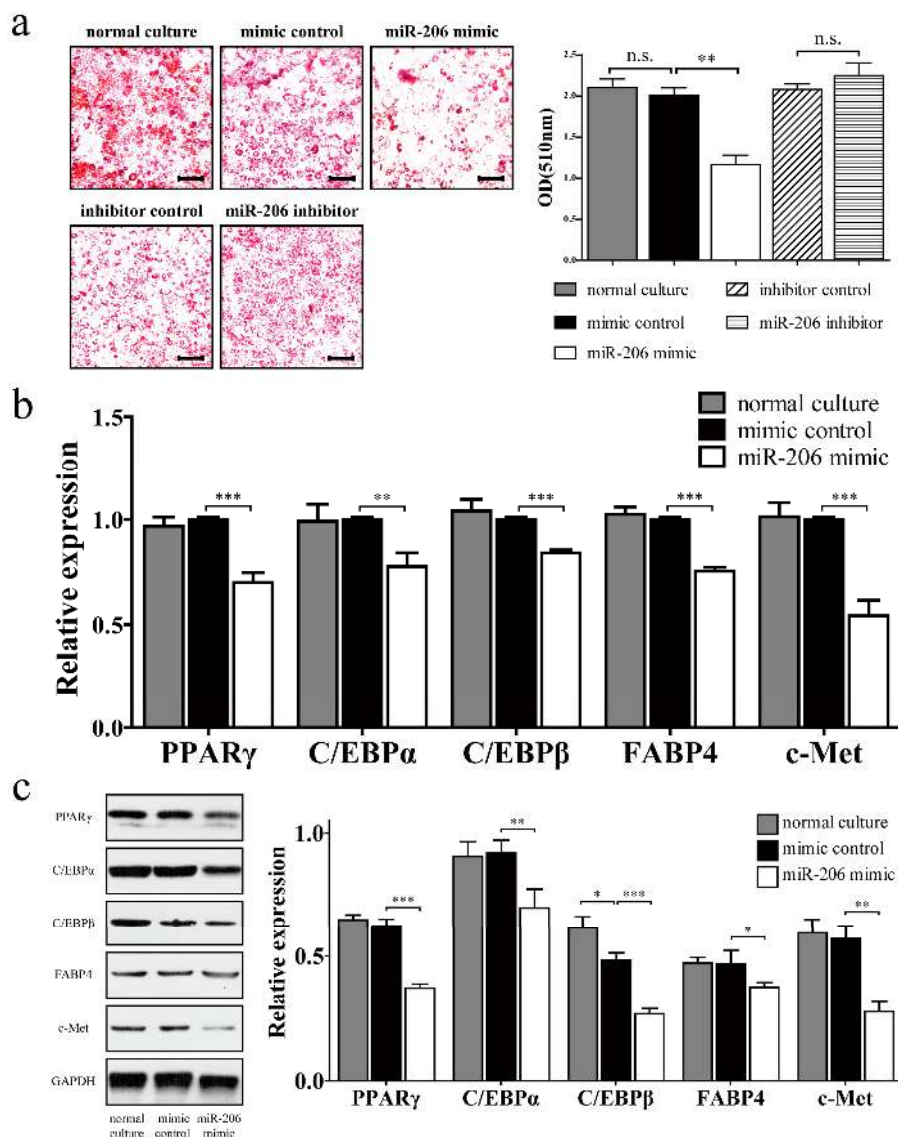 a
normal culture mimic control miR-206 mimic
inhibitor control miR-206 inhibitor
n.s. ** n.s.
OD(510nm)
2.0
1.5
1.0
0.5
0.0
normal culture inhibitor control
mimic control miR-206 inhibitor
miR-206 mimic
b
Relative expression
1.5
1.0
0.5
0.0
normal culture
mimic control
miR-206 mimic
*** ** *** *** ***
PPARγ C/EBPα C/EBPβ FABP4 c-Met
c
PPARγ
C/EBPα
C/EBPβ
FABP4
c-Met
GAPDH
normal culture mimic control miR-206 mimic
Relative expression
1.0
0.5
0.0
normal culture
mimic control
miR-206 mimic
*** ** * *** * **
PPARγ C/EBPα C/EBPβ FABP4 c-Met